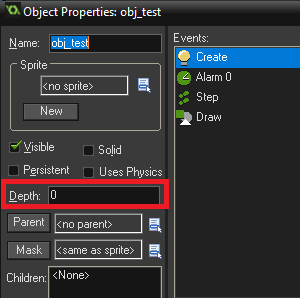 Object Properties: obj_test
Name: obj_test
Sprite
<no sprite>
New
Visible
Solid
Persistent
Uses Physics
Depth: 0
Parent <no parent>
Mask <same as sprite>
Children: <None>
Events:
Create
Alarm 0
Step
Draw